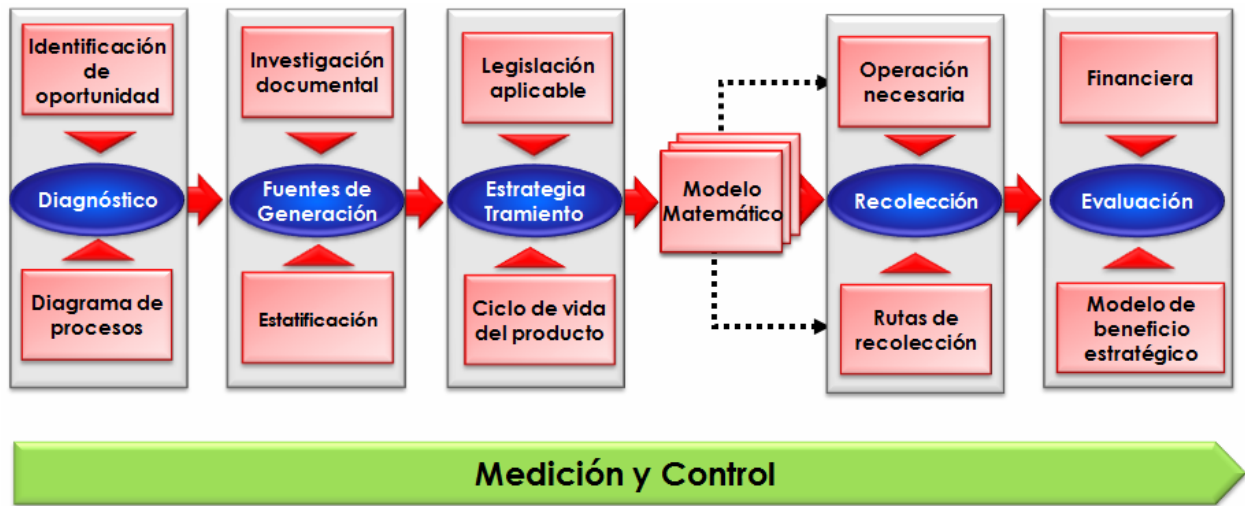 Identificación
de
oportunidad
Diagnóstico
Diagrama de
procesos
Investigación
documental
Fuentes de
Generación
Estatificación
Legislación
aplicable
Estrategia
Tramiento
Ciclo de vida
del producto
Modelo
Matemático
Operación
necesaria
Recolección
Rutas de
recolección
Financiera
Evaluación
Modelo de
beneficio
estratégico
Medición y Control